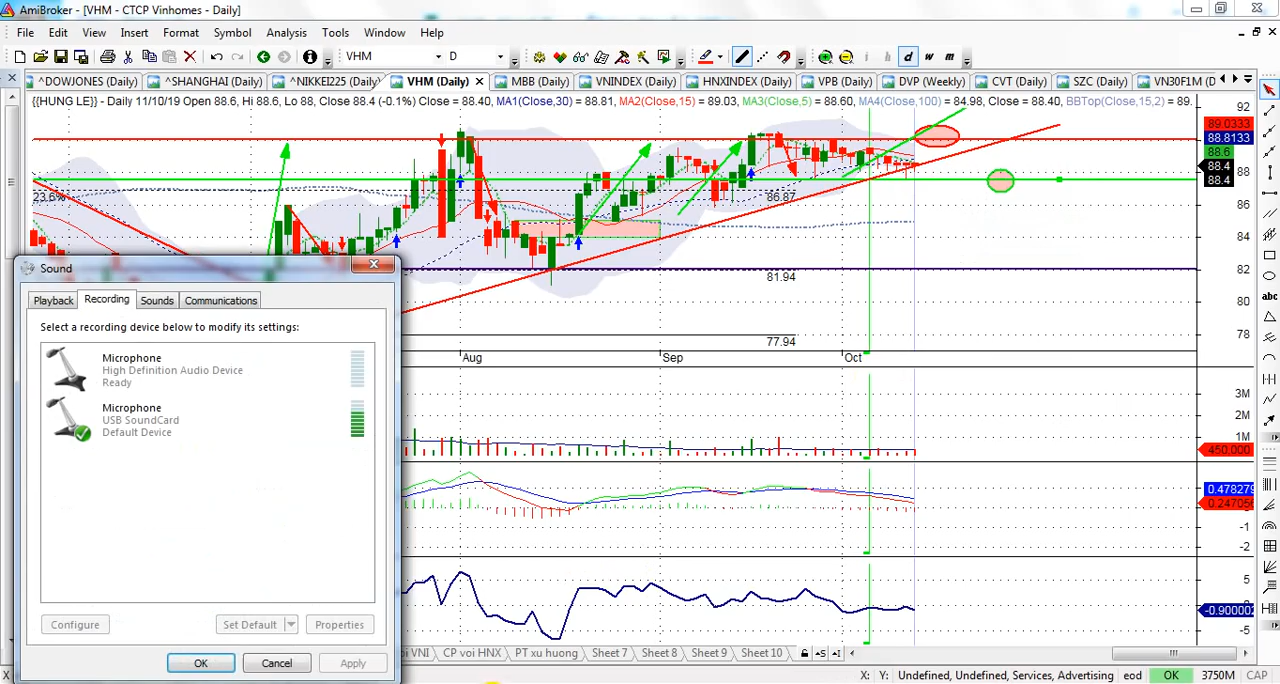 AmiBroker - [VHM - CTCP Vinhomes - Daily]
File Edit View Insert Format Symbol Analysis Tools Window Help
VHM D i h d w m
^DOWJONES (Daily) ^SHANGHAI (Daily) ^NIKKEI225 (Daily) VHM (Daily) MBB (Daily) VNINDEX (Daily) HNXINDEX (Daily) VPB (Daily) DVP (Weekly) CVT (Daily) SZC (Daily) VN30F1M (D
{{HUNG LE}} - Daily 11/10/19 Open 88.6, Hi 88.6, Lo 88, Close 88.4 (-0.1%) Close = 88.40, MA1(Close,30) = 88.81, MA2(Close,15) = 89.03, MA3(Close,5) = 88.60, MA4(Close,100) = 84.98, Close = 88.40, BBTop(Close,15,2) = 89.
92
89.0333
88.8133
88.6
88.4
88.4
86
84
82
80
78
23.6%
88
86.87
81.94
77.94
Aug Sep Oct
3M
2M
1M
450,000
0.478279
0.247056
-1
-2
5
-0.900002
-5
Sound
Playback Recording Sounds Communications
Select a recording device below to modify its settings:
Microphone
High Definition Audio Device
Ready
Microphone
USB SoundCard
Default Device
Configure Set Default Properties
OK Cancel Apply
abc
oi VNI CP voi HNX PT xu huong Sheet 7 Sheet 8 Sheet 9 Sheet 10
X: Y: Undefined, Undefined, Services, Advertising eod OK 3750M CAP